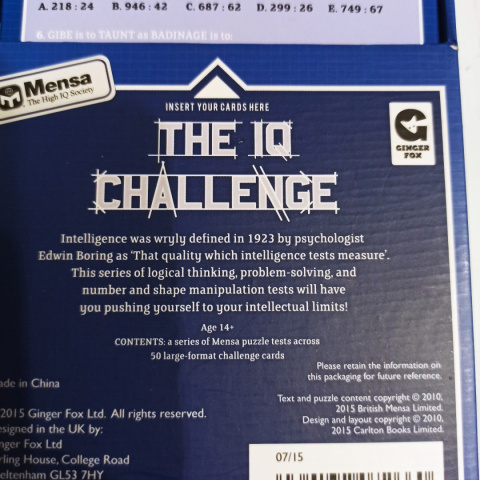 A. 218 : 24 B. 946 : 42 C. 687 : 62 D. 299 : 26 E. 749 : 67
6. GIBE is to TAUNT as BADINAGE is to:
Mensa
The High IQ Society
INSERT YOUR CARDS HERE
THE IQ
CHALLENGE
GINGER
FOX
Intelligence was wryly defined in 1923 by psychologist
Edwin Boring as 'That quality which intelligence tests measure'.
This series of logical thinking, problem-solving, and
number and shape manipulation tests will have
you pushing yourself to your intellectual limits!
Age 14+
CONTENTS: a series of Mensa puzzle tests across
50 large-format challenge cards
Please retain the information on
this packaging for future reference.
ade in China
Text and puzzle content copyright © 2010,
2015 British Mensa Limited.
Design and layout copyright © 2010,
2015 Carlton Books Limited.
2015 Ginger Fox Ltd. All rights reserved.
esigned in the UK by:
nger Fox Ltd
rling House, College Road
eltenham GL53 7HY
07/15